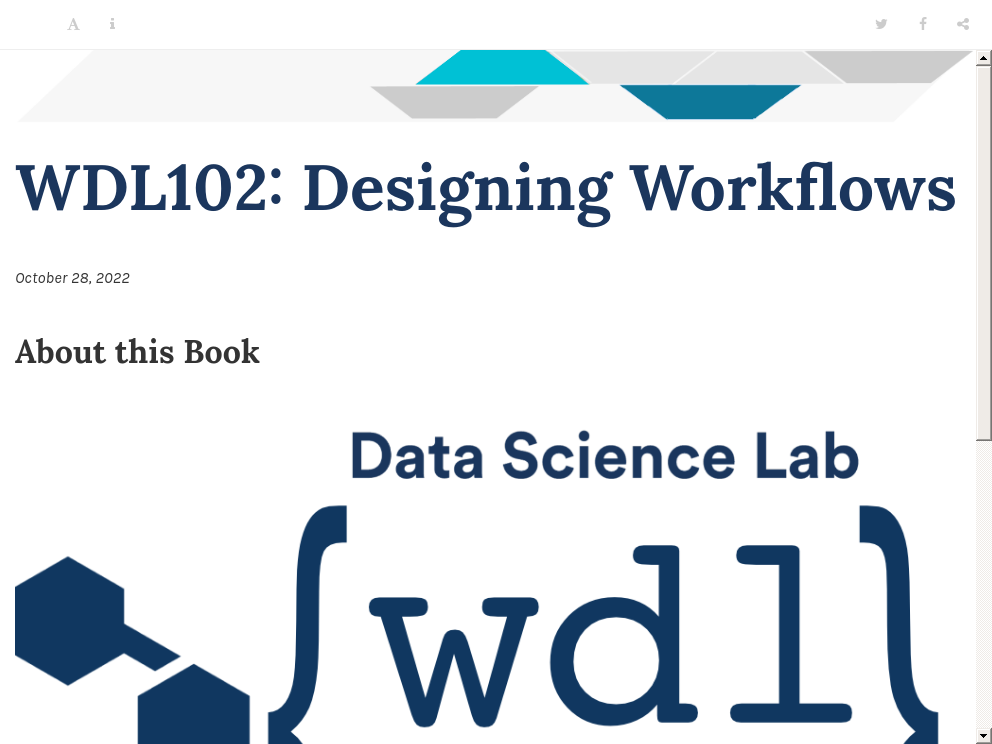 WDL102: Designing Workflows
October 28, 2022
About this Book
Data Science Lab
{wdl}